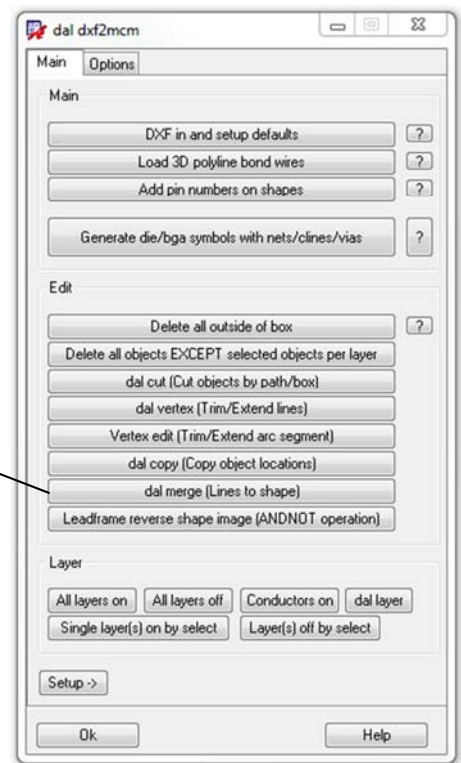 dal dxf2mcm
Main Options
Main
DXF in and setup defaults ?
Load 3D polyline bond wires ?
Add pin numbers on shapes ?
Generate die/bga symbols with nets/clines/vias ?
Edit
Delete all outside of box ?
Delete all objects EXCEPT selected objects per layer
dal cut (Cut objects by path/box)
dal vertex (Trim/Extend lines)
Vertex edit (Trim/Extend arc segment)
dal copy (Copy object locations)
dal merge (Lines to shape)
Leadframe reverse shape image (ANDNOT operation)
Layer
All layers on All layers off Conductors on dal layer
Single layer(s) on by select Layer(s) off by select
Setup ->
Ok Help